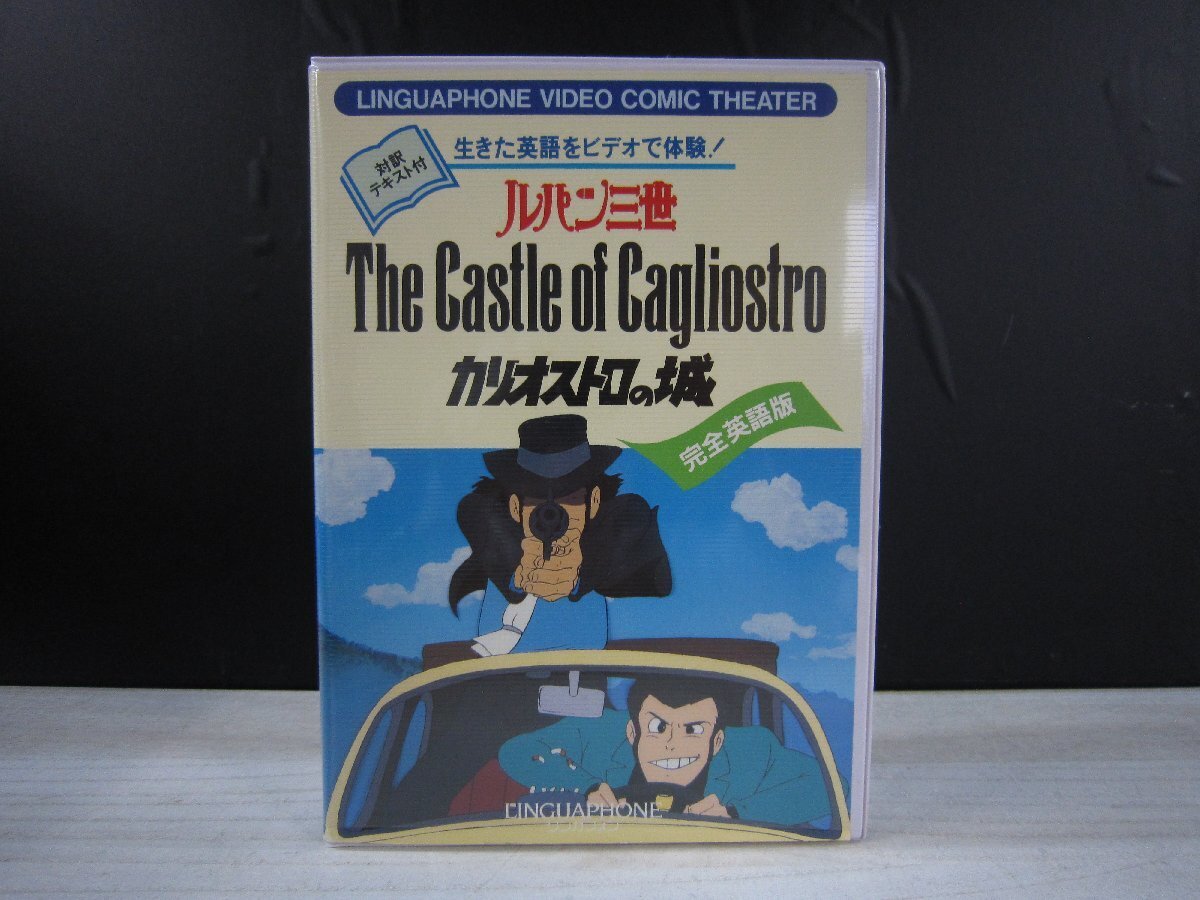 LINGUAPHONE VIDEO COMIC THEATER
対訳
テキスト付
生きた英語をビデオで体験!
ルパン三世
The Castle of Cagliostro
カリオストロの城
完全英語版
LINGUAPHONE